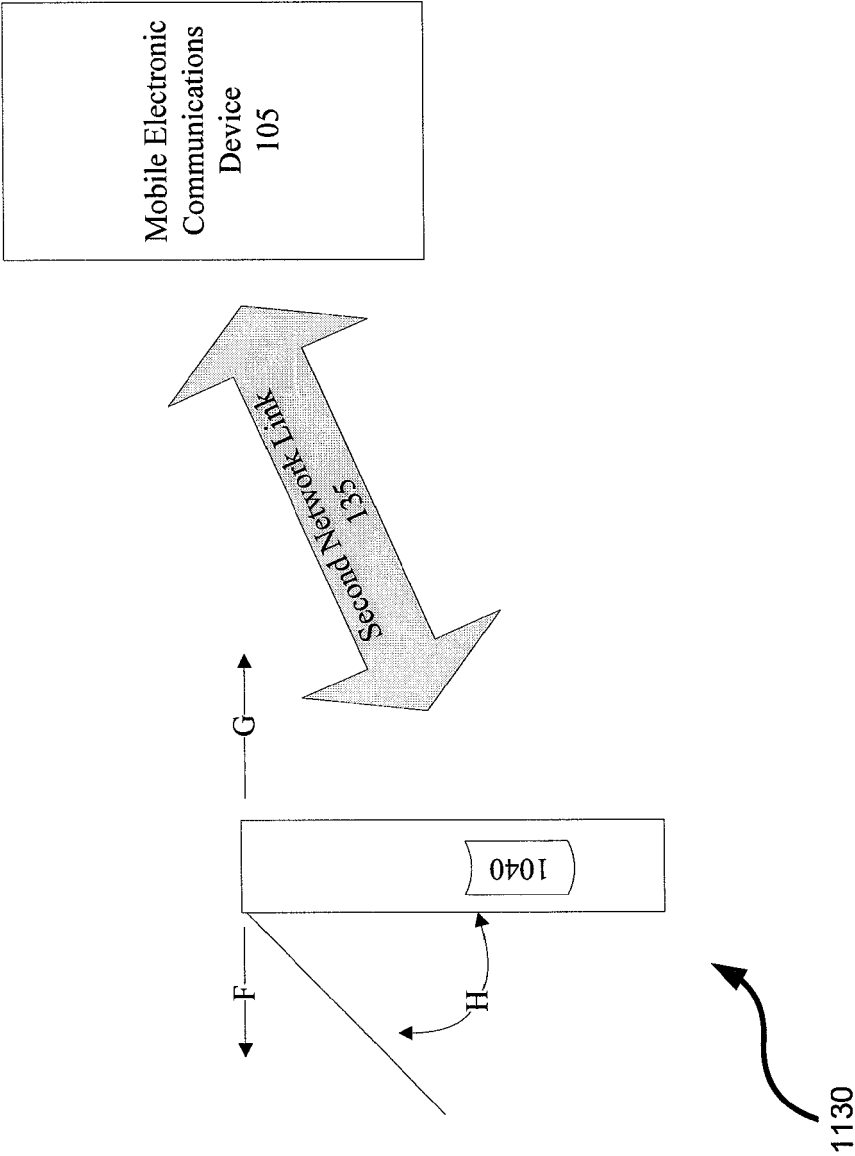 Mobile Electronic
Communications
Device
105
Second Network Link
135
G
F
H
1040
1130